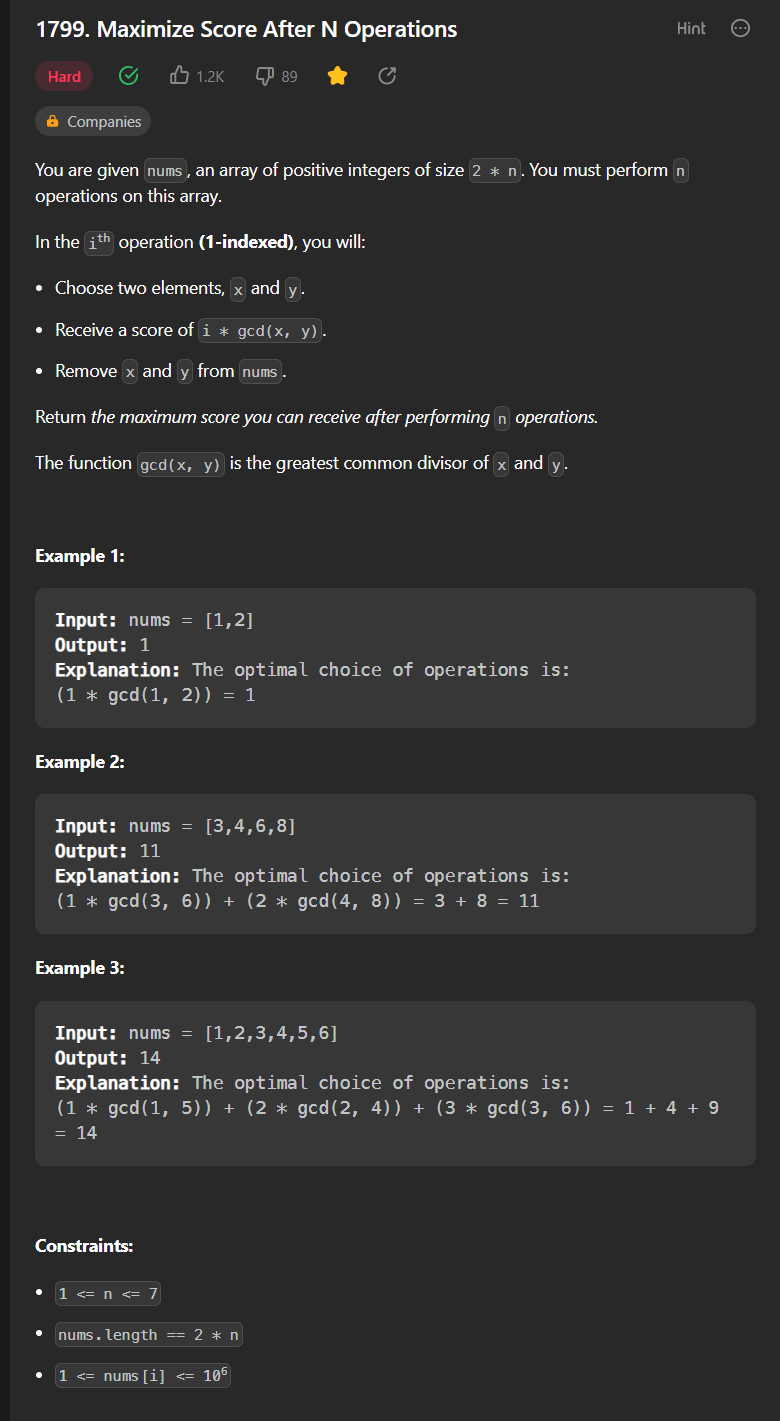 1799. Maximize Score After N Operations
Hint
Hard
1.2K
89
Companies
You are given nums, an array of positive integers of size 2 * n. You must perform n
operations on this array.
In the ith operation (1-indexed), you will:
• Choose two elements, x and y.
• Receive a score of i * gcd(x, y).
• Remove x and y from nums.
Return the maximum score you can receive after performing n operations.
The function gcd(x, y) is the greatest common divisor of x and y.
Example 1:
Input: nums = [1,2]
Output: 1
Explanation: The optimal choice of operations is:
(1 * gcd(1, 2)) = 1
Example 2:
Input: nums = [3,4,6,8]
Output: 11
Explanation: The optimal choice of operations is:
(1 * gcd(3, 6)) + (2 * gcd(4, 8)) = 3 + 8 = 11
Example 3:
Input: nums = [1,2,3,4,5,6]
Output: 14
Explanation: The optimal choice of operations is:
(1 * gcd(1, 5)) + (2 * gcd(2, 4)) + (3 * gcd(3, 6)) = 1 + 4 + 9
= 14
Constraints:
• 1 <= n <= 7
• nums.length == 2 * n
• 1 <= nums[i] <= 10⁶